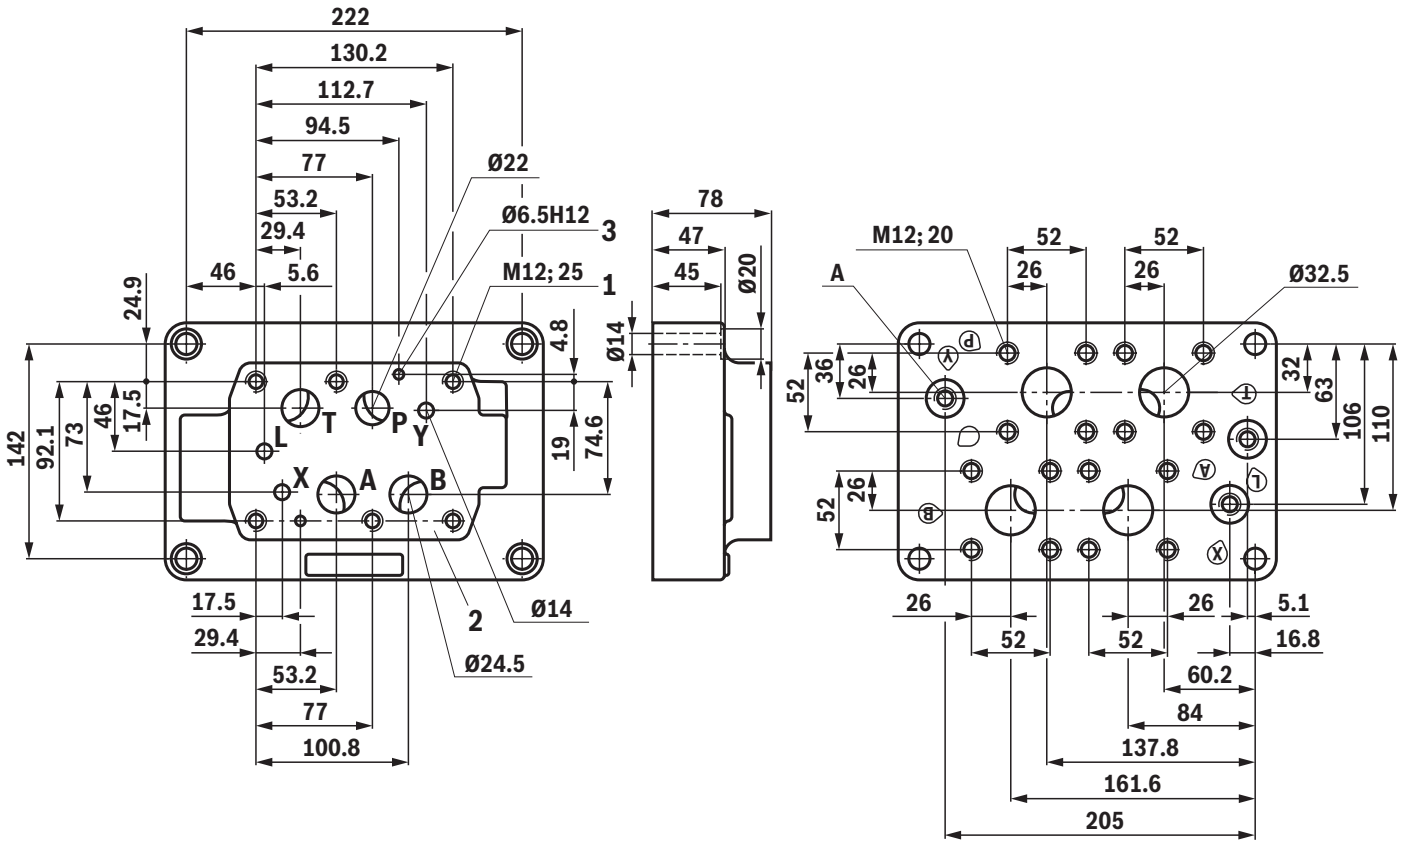 222
130.2
112.7
94.5
77
53.2
29.4
46
5.6
24.9
Ø22
Ø6.5H12
3
M12; 25
1
4.8
142
92.1
73
46
17.5
19
74.6
L
T
P
Y
X
A
B
17.5
29.4
53.2
77
100.8
2
Ø14
Ø24.5
78
47
45
Ø20
Ø14
M12; 20
52
52
A
26
26
Ø32.5
52
36
26
32
63
106
110
P
Y
T
A
L
B
X
52
26
26
26
5.1
52
52
16.8
60.2
84
137.8
161.6
205